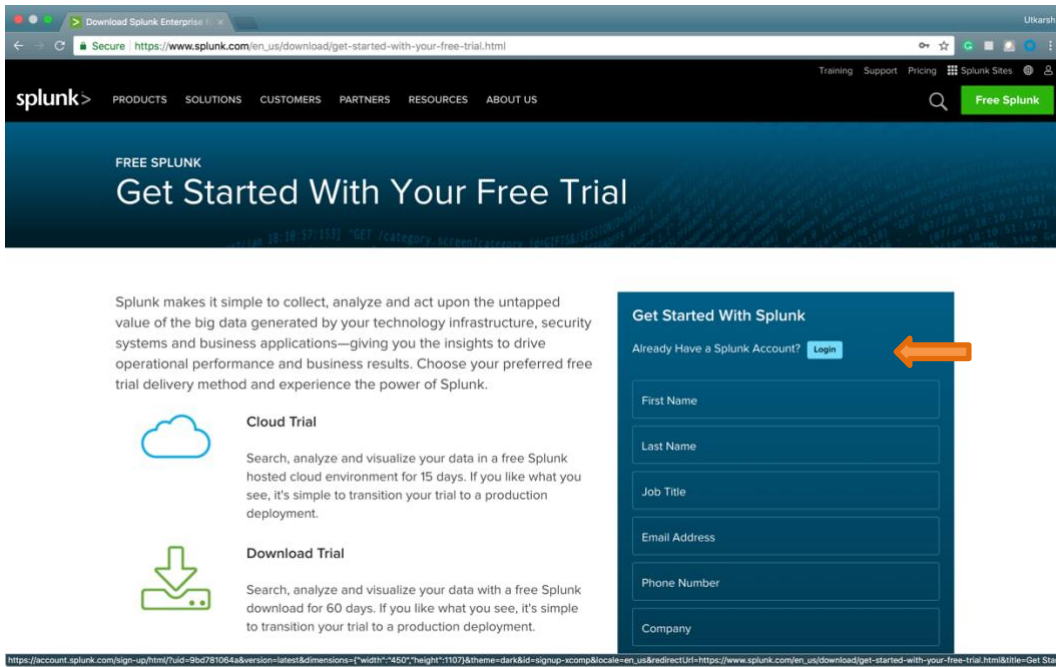 Download Splunk Enterprise
Utkarsh
Secure https://www.splunk.com/en_us/download/get-started-with-your-free-trial.html
Training Support Pricing Splunk Sites
splunk> PRODUCTS SOLUTIONS CUSTOMERS PARTNERS RESOURCES ABOUT US Free Splunk
FREE SPLUNK
Get Started With Your Free Trial
Splunk makes it simple to collect, analyze and act upon the untapped
value of the big data generated by your technology infrastructure, security
systems and business applications—giving you the insights to drive
operational performance and business results. Choose your preferred free
trial delivery method and experience the power of Splunk.
Cloud Trial
Search, analyze and visualize your data in a free Splunk
hosted cloud environment for 15 days. If you like what you
see, it's simple to transition your trial to a production
deployment.
Download Trial
Search, analyze and visualize your data with a free Splunk
download for 60 days. If you like what you see, it's simple
to transition your trial to a production deployment.
Get Started With Splunk
Already Have a Splunk Account? Login
First Name
Last Name
Job Title
Email Address
Phone Number
Company
https://account.splunk.com/sign-up/html/?uid=9bd781064a&version=latest&dimensions={"width":"450","height":1107}&theme=dark&id=signup-xcomp&locale=en_us&redirectUrl=https://www.splunk.com/en_us/download/get-started-with-your-free-trial.html&title=Get Sta